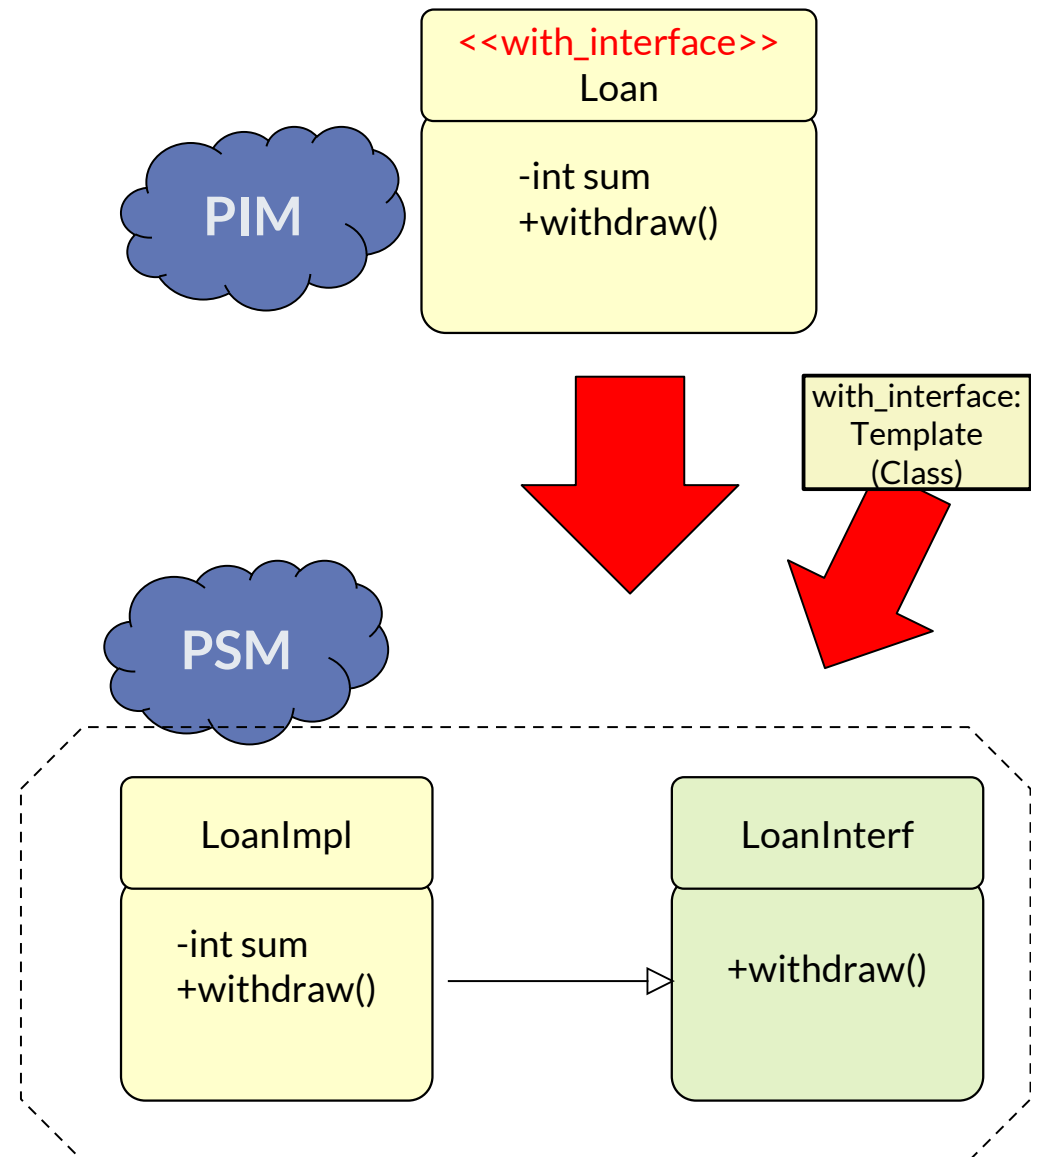 <<with_interface>>
Loan
PIM
-int sum
+withdraw()
with_interface:
Template
(Class)
PSM
LoanImpl
LoanInterf
-int sum
+withdraw()
+withdraw()